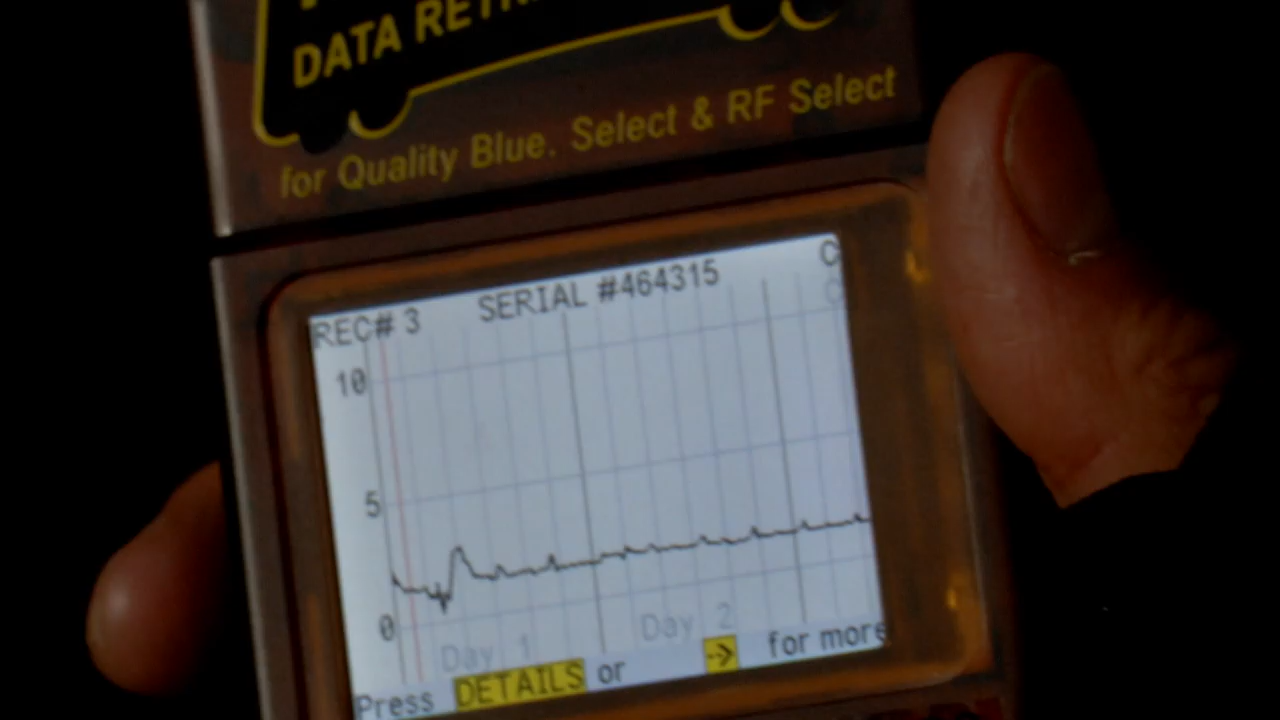 DATA
for Quality Blue. Select & RF Select
REC# 3 SERIAL #464315 C
10
5
0
Day 1 Day 2
Press DETAILS or → for more